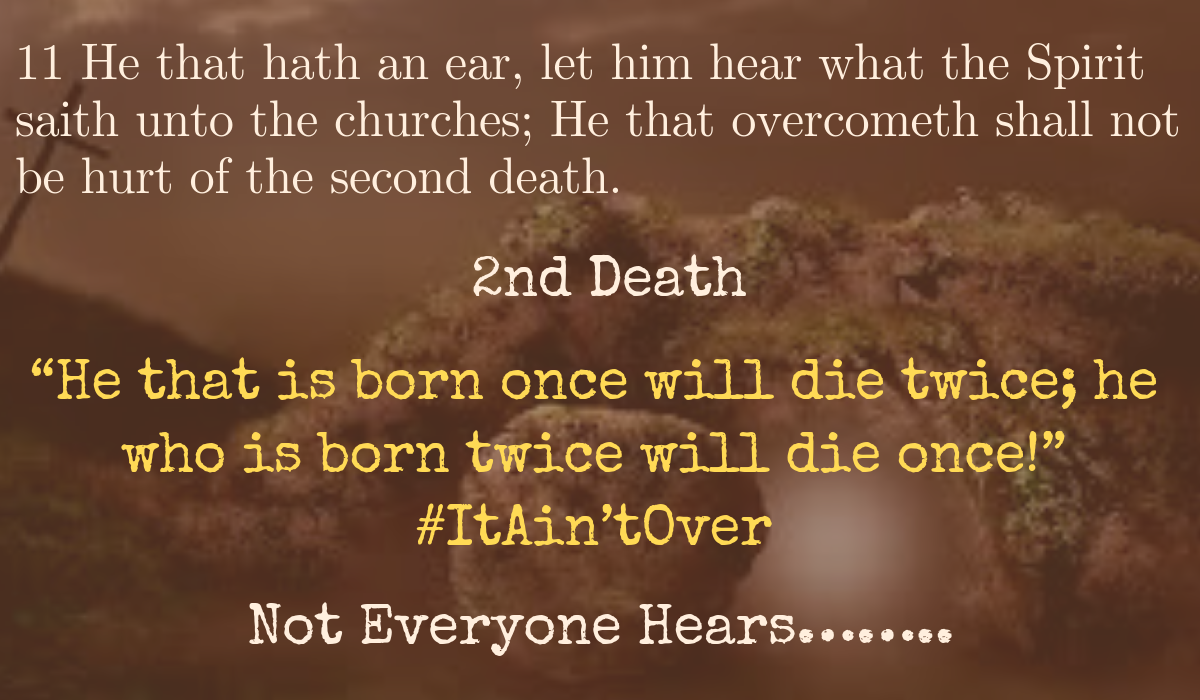 11 He that hath an ear, let him hear what the Spirit
saith unto the churches; He that overcometh shall not
be hurt of the second death.
2nd Death
“He that is born once will die twice; he
who is born twice will die once!”
#ItAin’tOver
Not Everyone Hears........